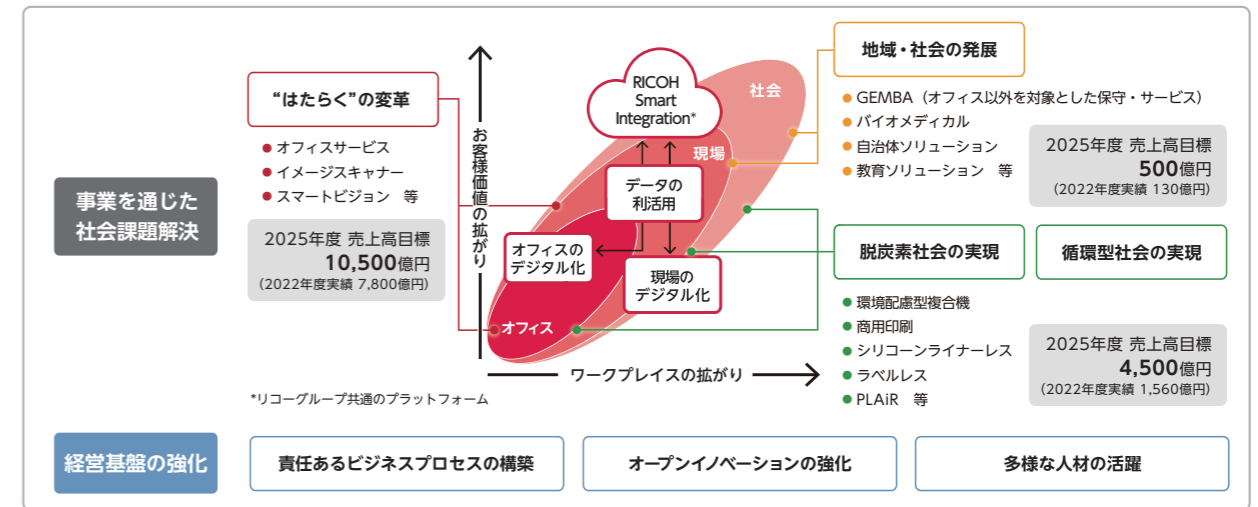 事業を通じた
社会課題解決
“はたらく”の変革
● オフィスサービス
● イメージスキャナー
● スマートビジョン 等
2025年度 売上高目標
10,500億円
(2022年度実績 7,800億円)
お客様価値の拡がり
RICOH
Smart
Integration*
社会
現場
データの
利活用
オフィスの
デジタル化
現場の
デジタル化
オフィス
ワークプレイスの拡がり
*リコーグループ共通のプラットフォーム
地域・社会の発展
● GEMBA（オフィス以外を対象とした保守・サービス）
● バイオメディカル
● 自治体ソリューション
● 教育ソリューション 等
2025年度 売上高目標
500億円
(2022年度実績 130億円)
脱炭素社会の実現
循環型社会の実現
● 環境配慮型複合機
● 商用印刷
● シリコーンライナーレス
● ラベルレス
● PLAiR 等
2025年度 売上高目標
4,500億円
(2022年度実績 1,560億円)
経営基盤の強化
責任あるビジネスプロセスの構築
オープンイノベーションの強化
多様な人材の活躍